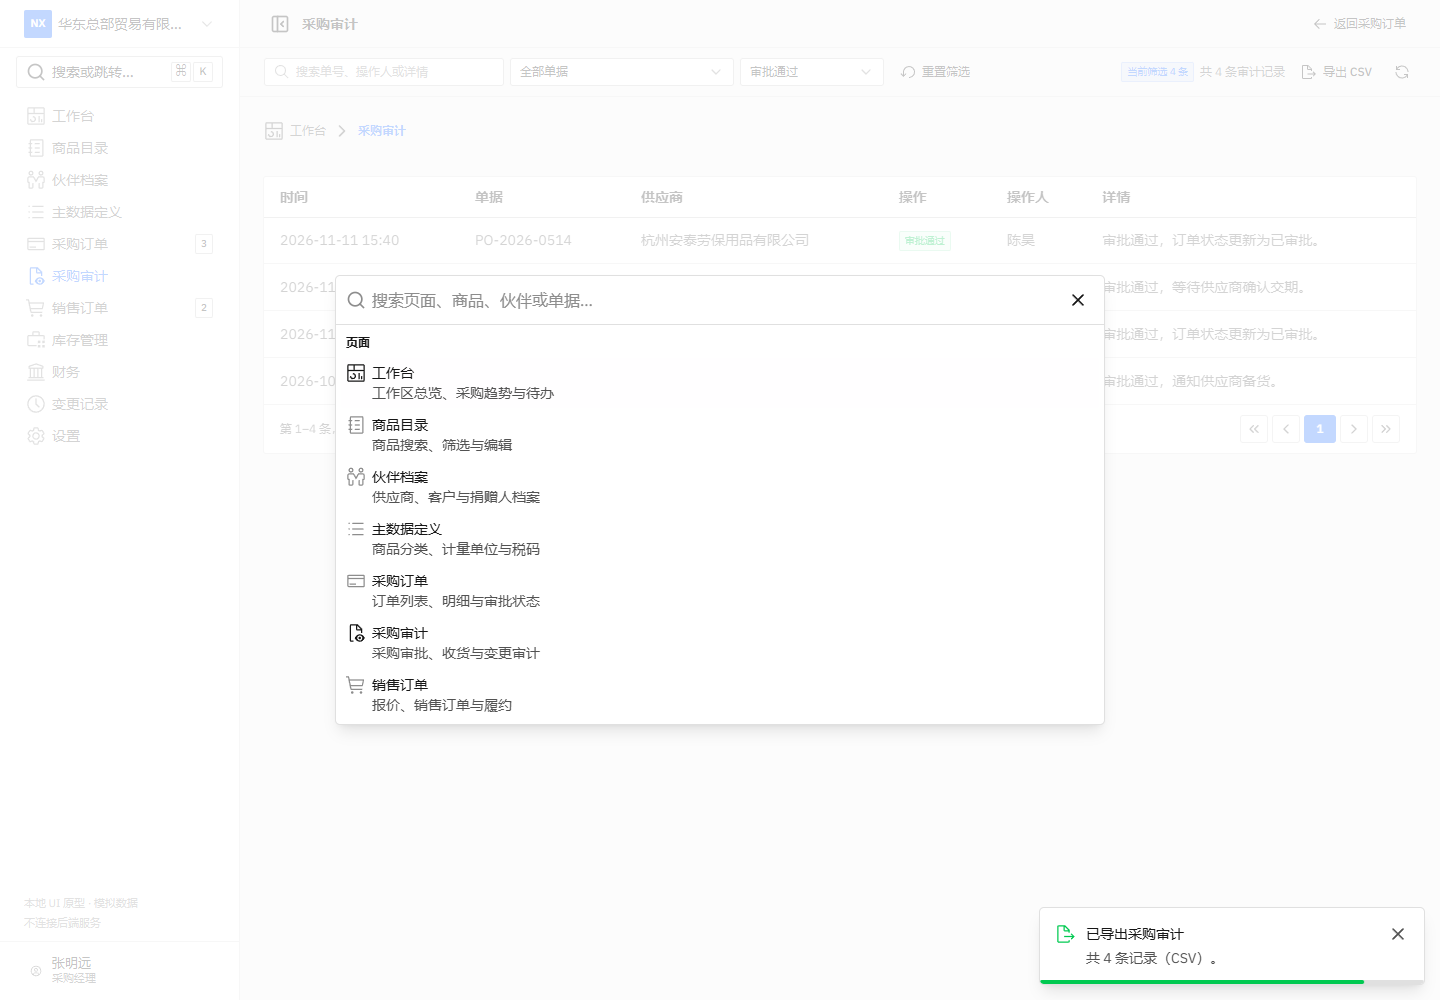 NX 华东总部贸易有限...
搜索或跳转... ⌘ K
工作台
商品目录
伙伴档案
主数据定义
采购订单 3
采购审计
销售订单 2
库存管理
财务
变更记录
设置
本地 UI 原型 · 模拟数据
不连接后端服务
张明远
采购经理
采购审计
返回采购订单
搜索单号、操作人或详情
全部单据
审批通过
重置筛选
当前筛选 4 条
共 4 条审计记录
导出 CSV
工作台
采购审计
时间 单据 供应商 操作 操作人 详情
2026-11-11 15:40 PO-2026-0514 杭州安泰劳保用品有限公司 审批通过 陈昊 审批通过，订单状态更新为已审批。
2026-11 审批通过，等待供应商确认交期。
2026-11 审批通过，订单状态更新为已审批。
2026-10 审批通过，通知供应商备货。
第 1–4 条, 1
搜索页面、商品、伙伴或单据...
页面
工作台
工作区总览、采购趋势与待办
商品目录
商品搜索、筛选与编辑
伙伴档案
供应商、客户与捐赠人档案
主数据定义
商品分类、计量单位与税码
采购订单
订单列表、明细与审批状态
采购审计
采购审批、收货与变更审计
销售订单
报价、销售订单与履约
已导出采购审计
共 4 条记录（CSV）。